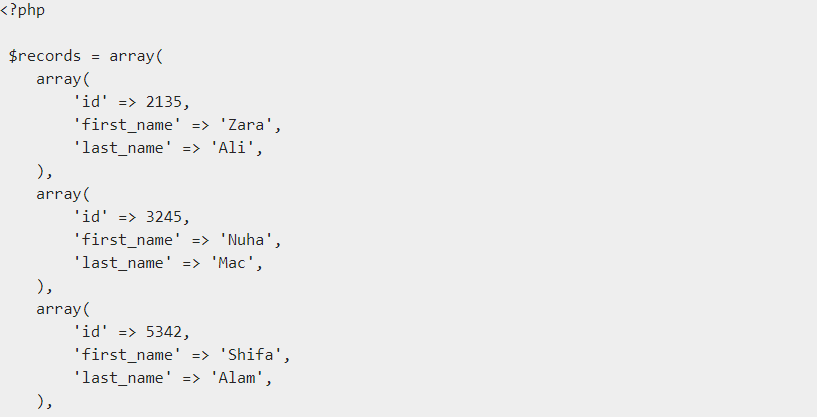 <?php
$records = array(
array(
'id' => 2135,
'first_name' => 'Zara',
'last_name' => 'Ali',
),
array(
'id' => 3245,
'first_name' => 'Nuha',
'last_name' => 'Mac',
),
array(
'id' => 5342,
'first_name' => 'Shifa',
'last_name' => 'Alam',
),